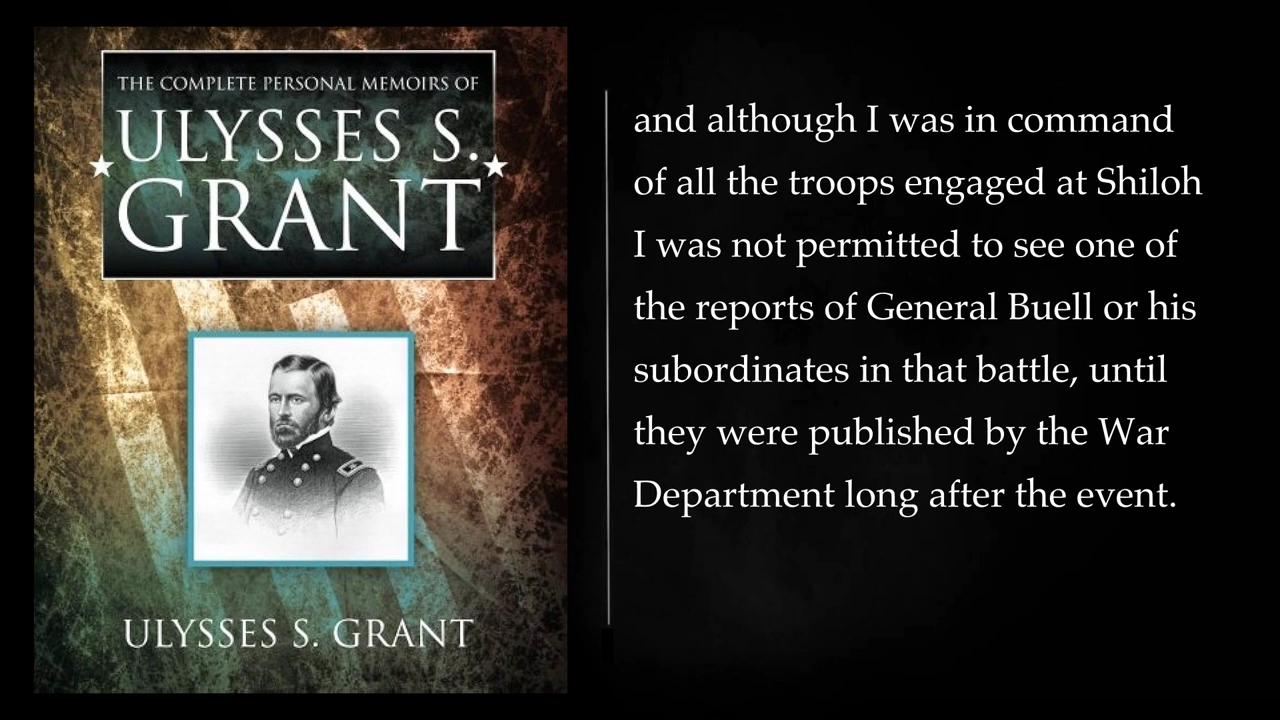 THE COMPLETE PERSONAL MEMOIRS OF
ULYSSES S.
GRANT
ULYSSES S. GRANT
and although I was in command
of all the troops engaged at Shiloh
I was not permitted to see one of
the reports of General Buell or his
subordinates in that battle, until
they were published by the War
Department long after the event.